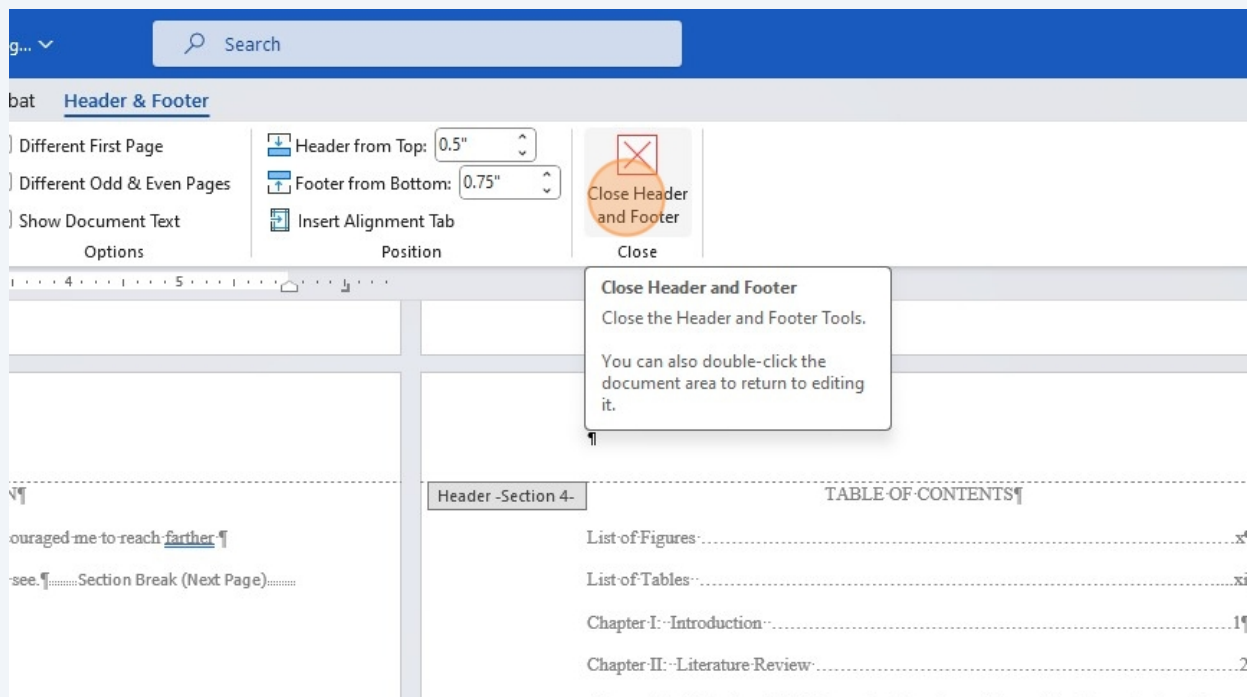 g...
Search
bat Header & Footer
Different First Page
Different Odd & Even Pages
Show Document Text
Options
Header from Top: 0.5"
Footer from Bottom: 0.75"
Insert Alignment Tab
Position
Close Header
and Footer
Close
4 5
Close Header and Footer
Close the Header and Footer Tools.
You can also double-click the
document area to return to editing
it.
¶
N¶
ouraged·me·to·reach·farther·¶
·see.¶..........Section Break (Next Page)..........
Header -Section 4-
TABLE·OF·CONTENTS¶
List·of·Figures·....................x¶
List·of·Tables··....................xi
Chapter·I:··Introduction··....................1¶
Chapter·II:··Literature·Review·....................2